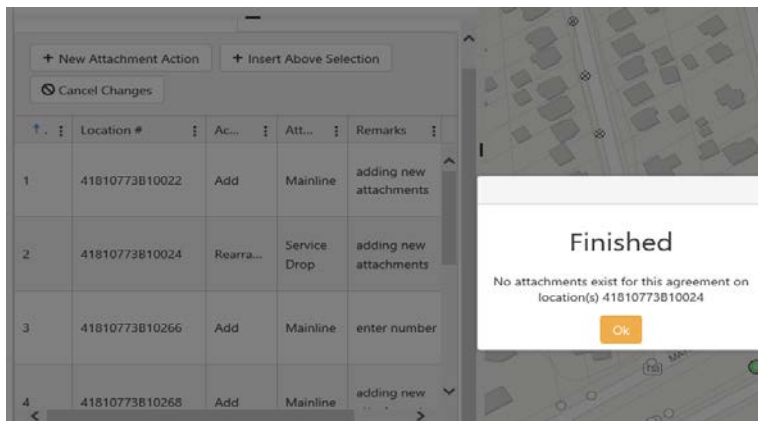 + New Attachment Action + Insert Above Selection
Cancel Changes
Location # Ac... Att... Remarks
1 41810773B10022 Add Mainline adding new
attachments
2 41810773B10024 Rearra... Service
Drop adding new
attachments
3 41810773B10266 Add Mainline enter number
4 41810773B10268 Add Mainline adding new
Finished
No attachments exist for this agreement on
location(s) 41810773B10024
Ok